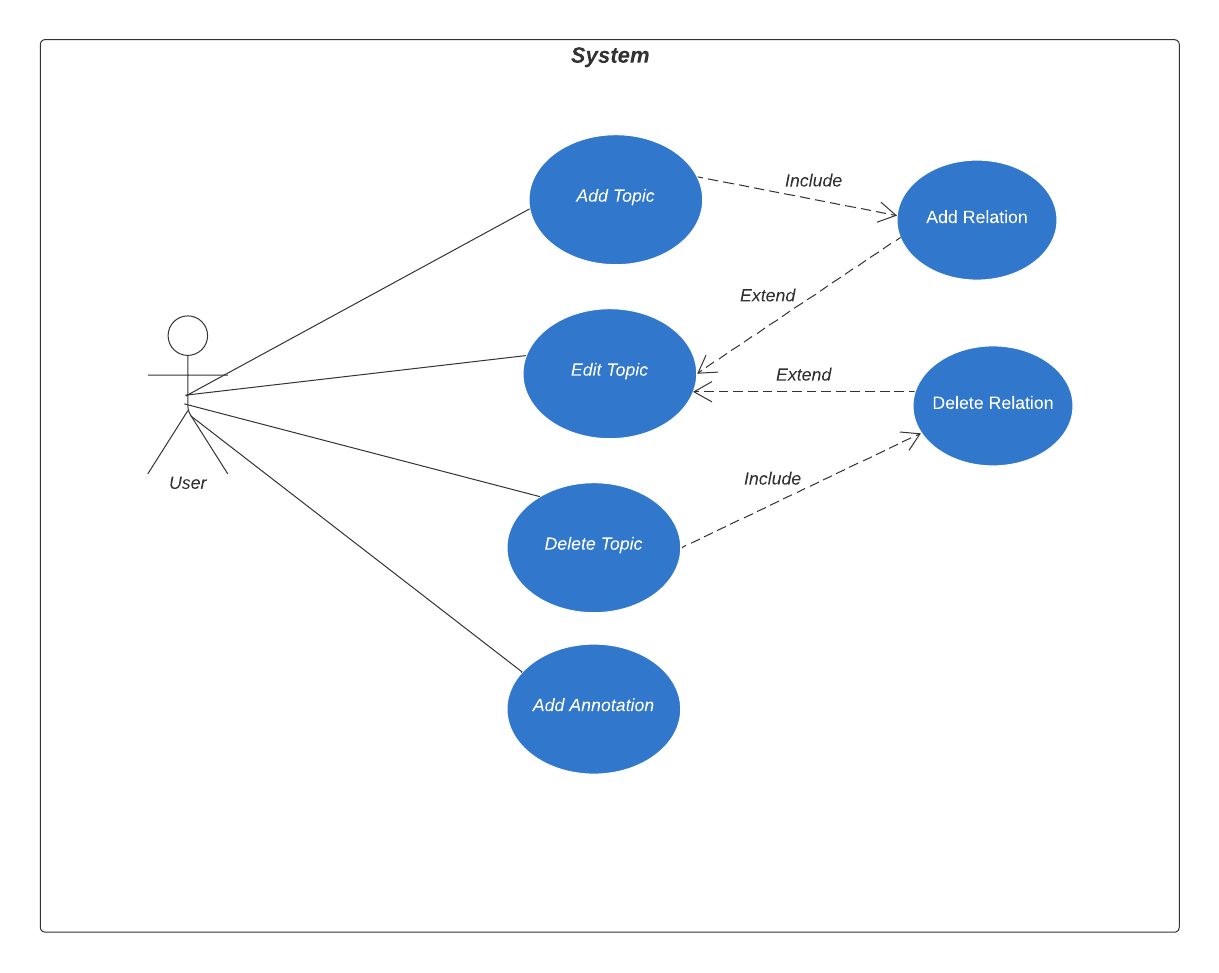 System
Add Topic
Include
Add Relation
Extend
Edit Topic
Extend
Delete Relation
User
Include
Delete Topic
Add Annotation